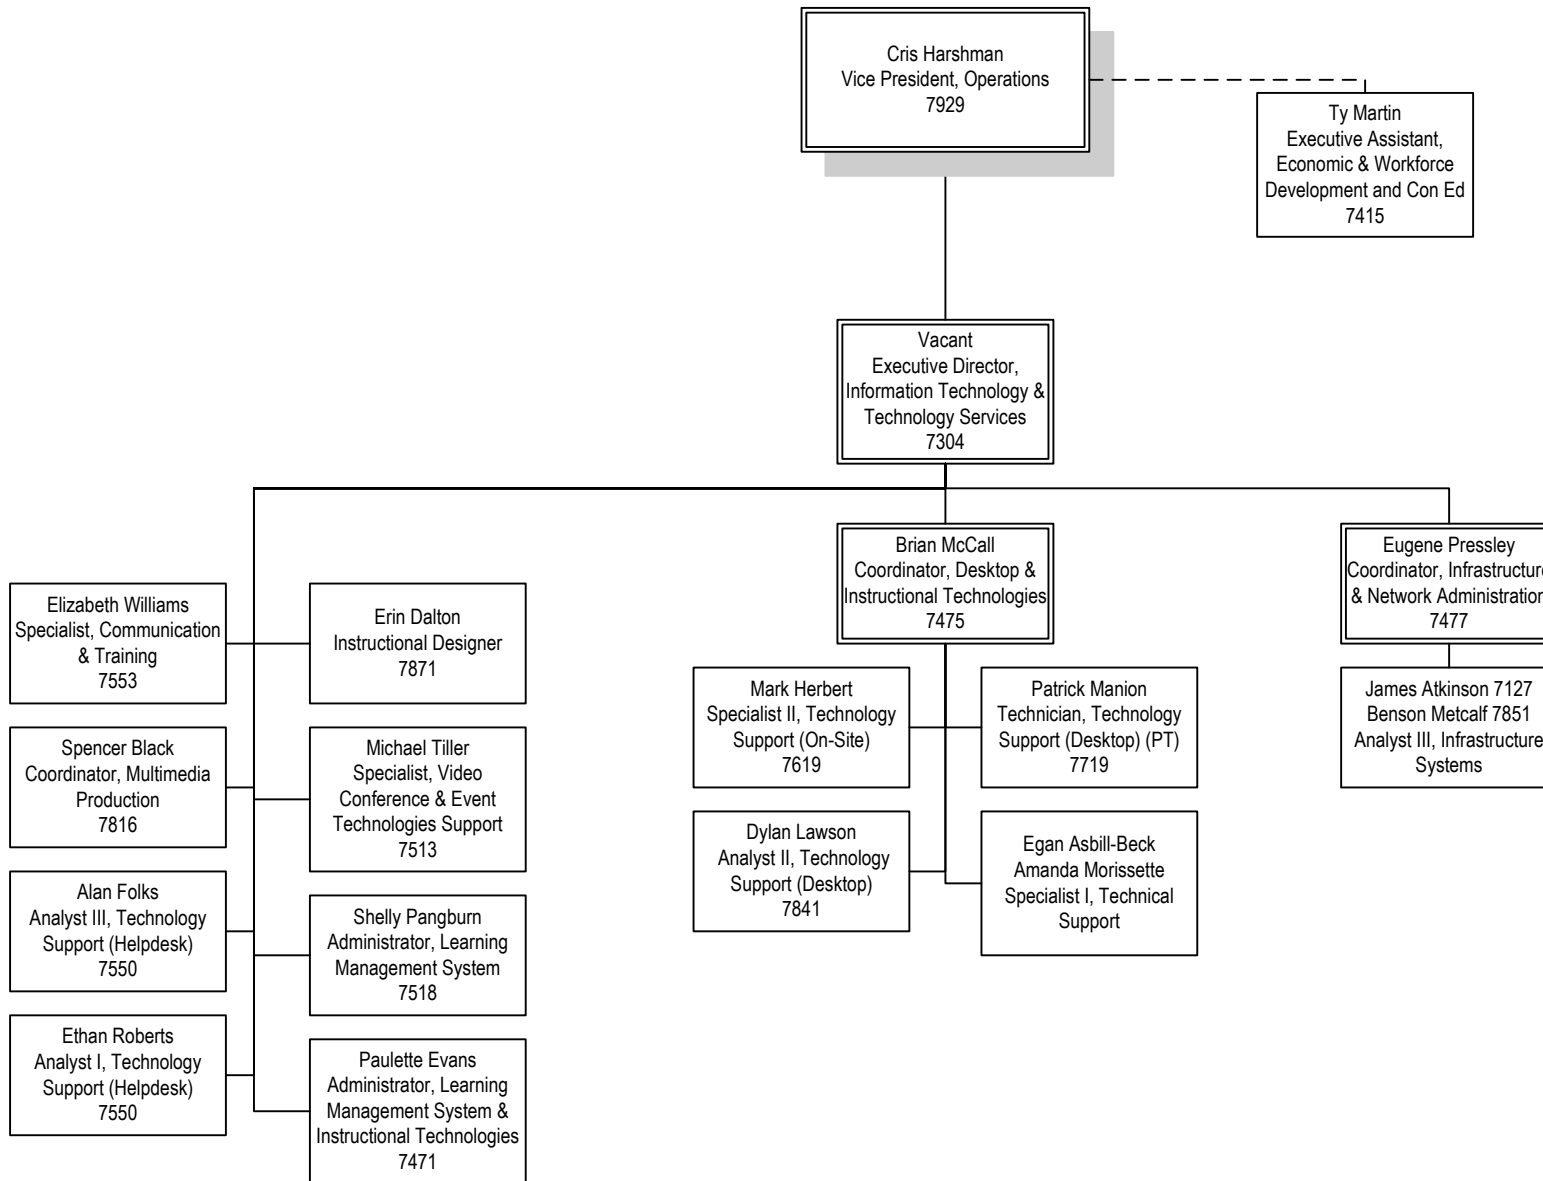 Cris Harshman
Vice President, Operations
7929
Ty Martin
Executive Assistant,
Economic & Workforce
Development and Con Ed
7415
Vacant
Executive Director,
Information Technology &
Technology Services
7304
Brian McCall
Coordinator, Desktop &
Instructional Technologies
7475
Eugene Pressley
Coordinator, Infrastructure
& Network Administration
7477
Elizabeth Williams
Specialist, Communication
& Training
7553
Erin Dalton
Instructional Designer
7871
Mark Herbert
Specialist II, Technology
Support (On-Site)
7619
Patrick Manion
Technician, Technology
Support (Desktop) (PT)
7719
James Atkinson 7127
Benson Metcalf 7851
Analyst III, Infrastructure
Systems
Spencer Black
Coordinator, Multimedia
Production
7816
Michael Tiller
Specialist, Video
Conference & Event
Technologies Support
7513
Dylan Lawson
Analyst II, Technology
Support (Desktop)
7841
Egan Asbill-Beck
Amanda Morissette
Specialist I, Technical
Support
Alan Folks
Analyst III, Technology
Support (Helpdesk)
7550
Shelly Pangburn
Administrator, Learning
Management System
7518
Ethan Roberts
Analyst I, Technology
Support (Helpdesk)
7550
Paulette Evans
Administrator, Learning
Management System &
Instructional Technologies
7471